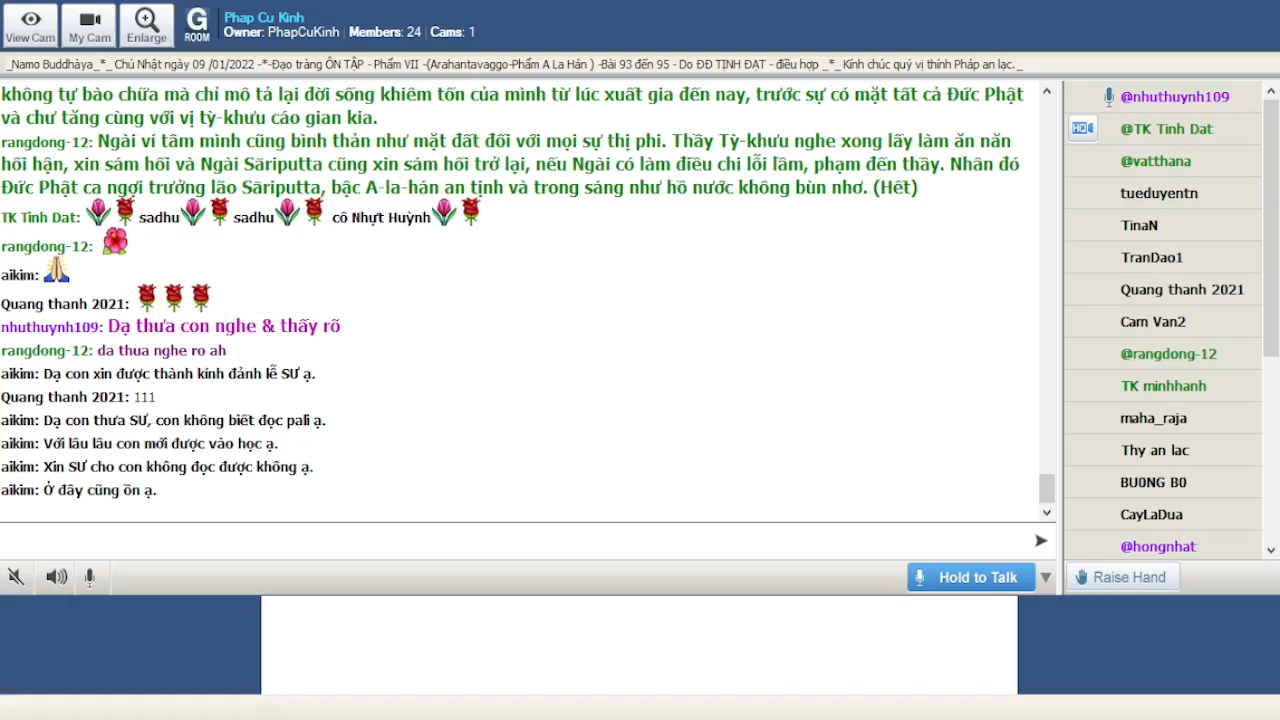 View Cam
My Cam
Enlarge
G
ROOM
Phap Cu Kinh
Owner: PhapCuKinh | Members: 24 | Cams: 1
_Namo Buddhàya_*_ Chủ Nhật ngày 09 /01/2022 -*-Đạo tràng ÔN TẬP - Phẩm VII -(Arahantavaggo-Phẩm A La Hán ) -Bài 93 đến 95 - Do ĐĐ TỊNH ĐẠT - điều hợp _*_ Kính chúc quý vị thính Pháp an lạc._
không tự bào chữa mà chỉ mô tả lại đời sống khiêm tốn của mình từ lúc xuất gia đến nay, trước sự có mặt tất cả Đức Phật
và chư tăng cùng với vị tỳ-khưu cáo gian kia.
rangdong-12: Ngài ví tâm mình cũng bình thản như mặt đất đối với mọi sự thị phi. Thầy Tỳ-khưu nghe xong lấy làm ăn năn
hối hận, xin sám hối và Ngài Sāriputta cũng xin sám hối trở lại, nếu Ngài có làm điều chi lỗi lầm, phạm đến thầy. Nhân đó
Đức Phật ca ngợi trưởng lão Sāriputta, bậc A-la-hán an tịnh và trong sáng như hồ nước không bùn nhơ. (Hết)
TK Tinh Dat: sadhu sadhu cô Nhựt Huỳnh
rangdong-12:
aikim:
Quang thanh 2021:
nhuthuynh109: Dạ thưa con nghe & thấy rõ
rangdong-12: da thua nghe ro ah
aikim: Dạ con xin được thành kính đảnh lễ SƯ ạ.
Quang thanh 2021: 111
aikim: Dạ con thưa SƯ, con không biết đọc pali ạ.
aikim: Với lâu lâu con mới được vào học ạ.
aikim: Xin SƯ cho con không đọc được không ạ.
aikim: Ở đây cũng ồn ạ.
Hold to Talk
@nhuthuynh109
HD
@TK Tinh Dat
@vatthana
tueduyentn
TinaN
TranDao1
Quang thanh 2021
Cam Van2
@rangdong-12
TK minhhanh
maha_raja
Thy an lac
BU0NG B0
CayLaDua
@hongnhat
Raise Hand